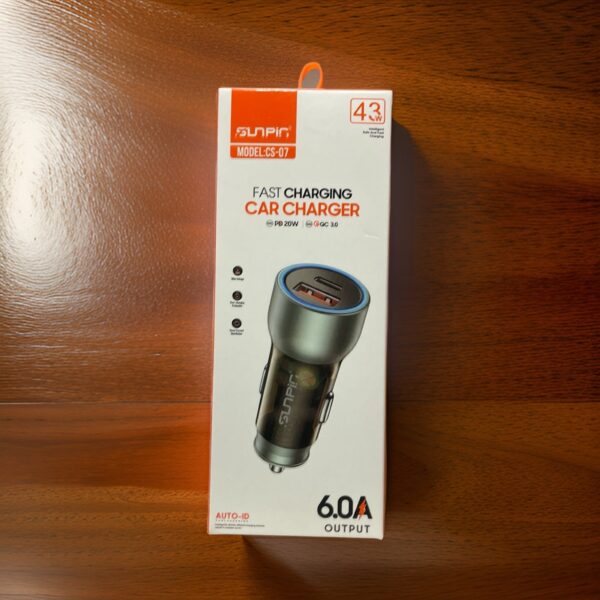 SUNPIN
MODEL:CS-07
43W
FAST CHARGING
CAR CHARGER
PD 20W QC 3.0
SUNPIN
AUTO-ID
6.0A
OUTPUT